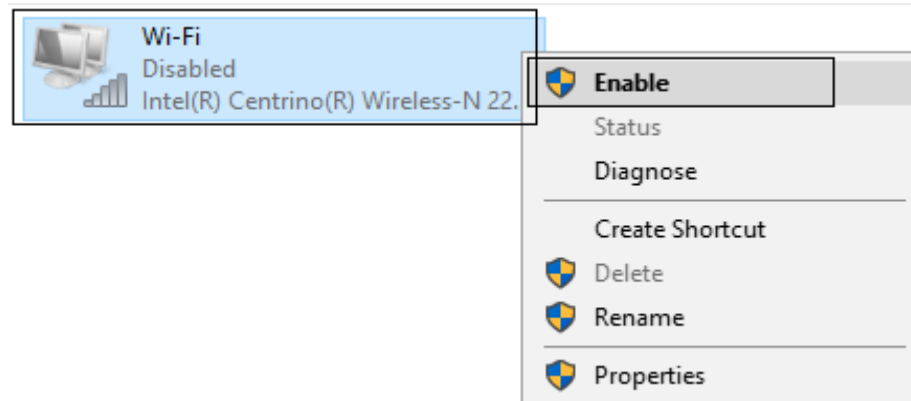 Wi-Fi
Disabled
Intel(R) Centrino(R) Wireless-N 22.
Enable
Status
Diagnose
Create Shortcut
Delete
Rename
Properties